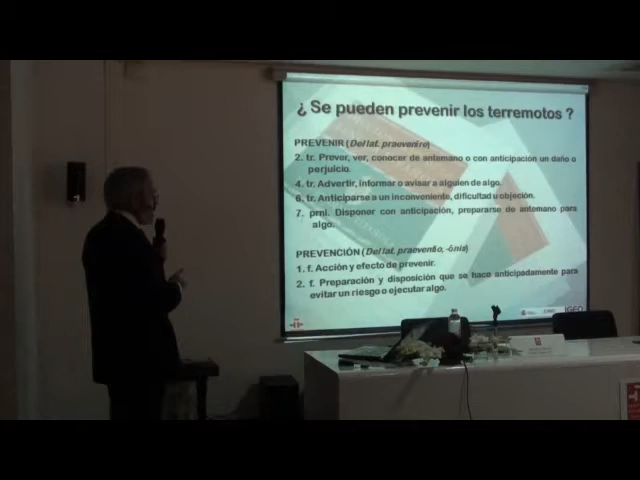 ¿ Se pueden prevenir los terremotos ?
PREVENIR (Del lat. praevenire)
2. tr. Prever, ver, conocer de antemano o con anticipación un daño o
perjuicio.
4. tr. Advertir, informar o avisar a alguien de algo.
6. tr. Anticiparse a un inconveniente, dificultad u objeción.
7. prnl. Disponer con anticipación, prepararse de antemano para
algo.
PREVENCIÓN (Del lat. praeventio, -ōnis)
1. f. Acción y efecto de prevenir.
2. f. Preparación y disposición que se hace anticipadamente para
evitar un riesgo o ejecutar algo.
IGEO